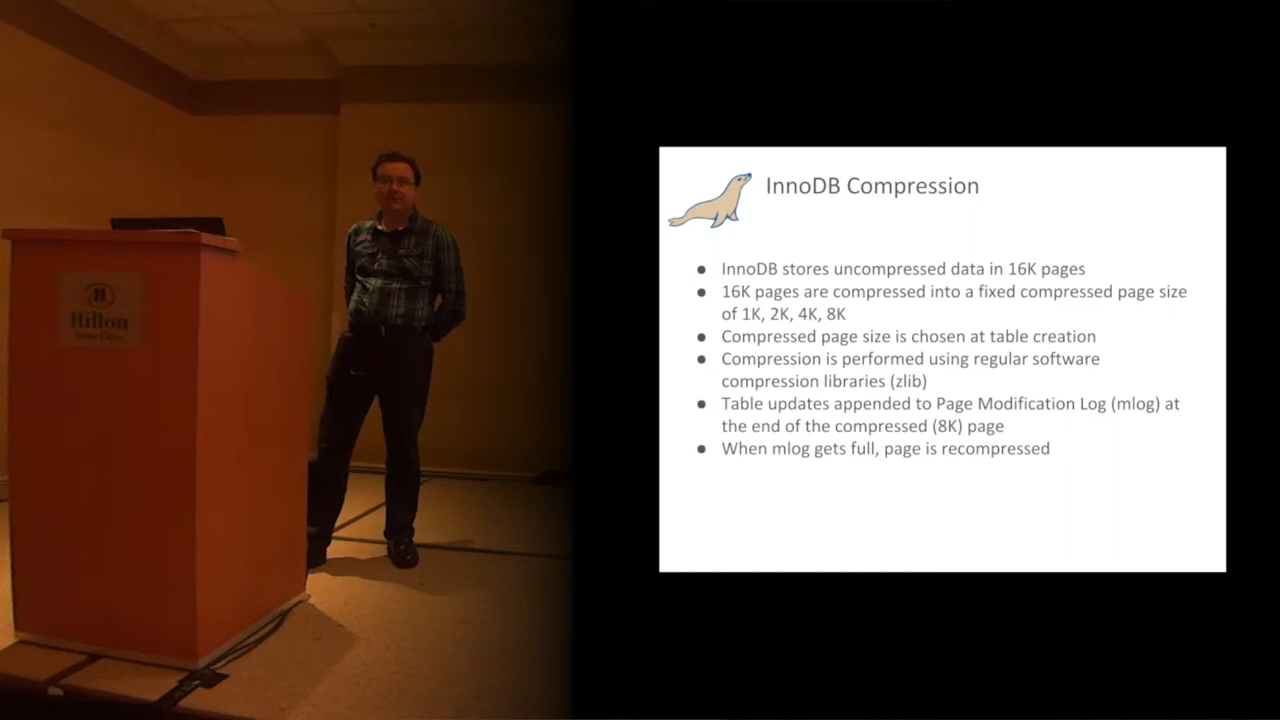 Hilton
InnoDB Compression
● InnoDB stores uncompressed data in 16K pages
● 16K pages are compressed into a fixed compressed page size
of 1K, 2K, 4K, 8K
● Compressed page size is chosen at table creation
● Compression is performed using regular software
compression libraries (zlib)
● Table updates appended to Page Modification Log (mlog) at
the end of the compressed (8K) page
● When mlog gets full, page is recompressed